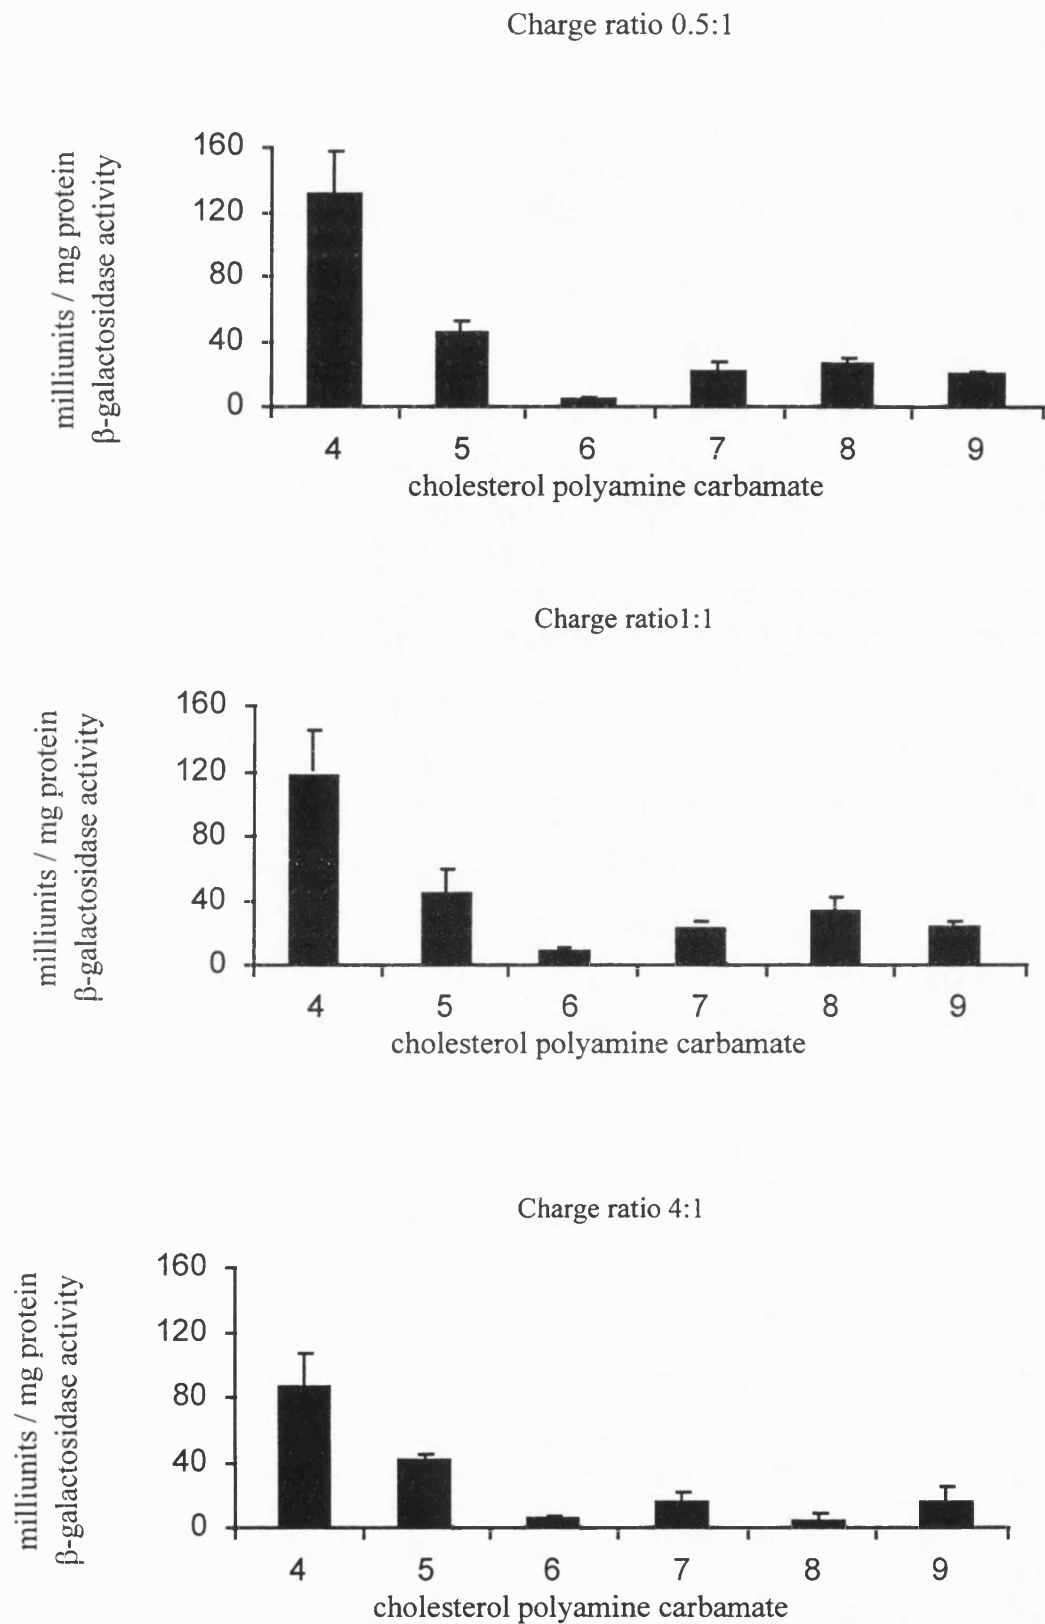 Charge ratio 0.5:1
milliunits / mg protein
β-galactosidase activity
160
120
80
40
0
4 5 6 7 8 9
cholesterol polyamine carbamate
Charge ratio1:1
milliunits / mg protein
β-galactosidase activity
160
120
80
40
0
4 5 6 7 8 9
cholesterol polyamine carbamate
Charge ratio 4:1
milliunits / mg protein
β-galactosidase activity
160
120
80
40
0
4 5 6 7 8 9
cholesterol polyamine carbamate